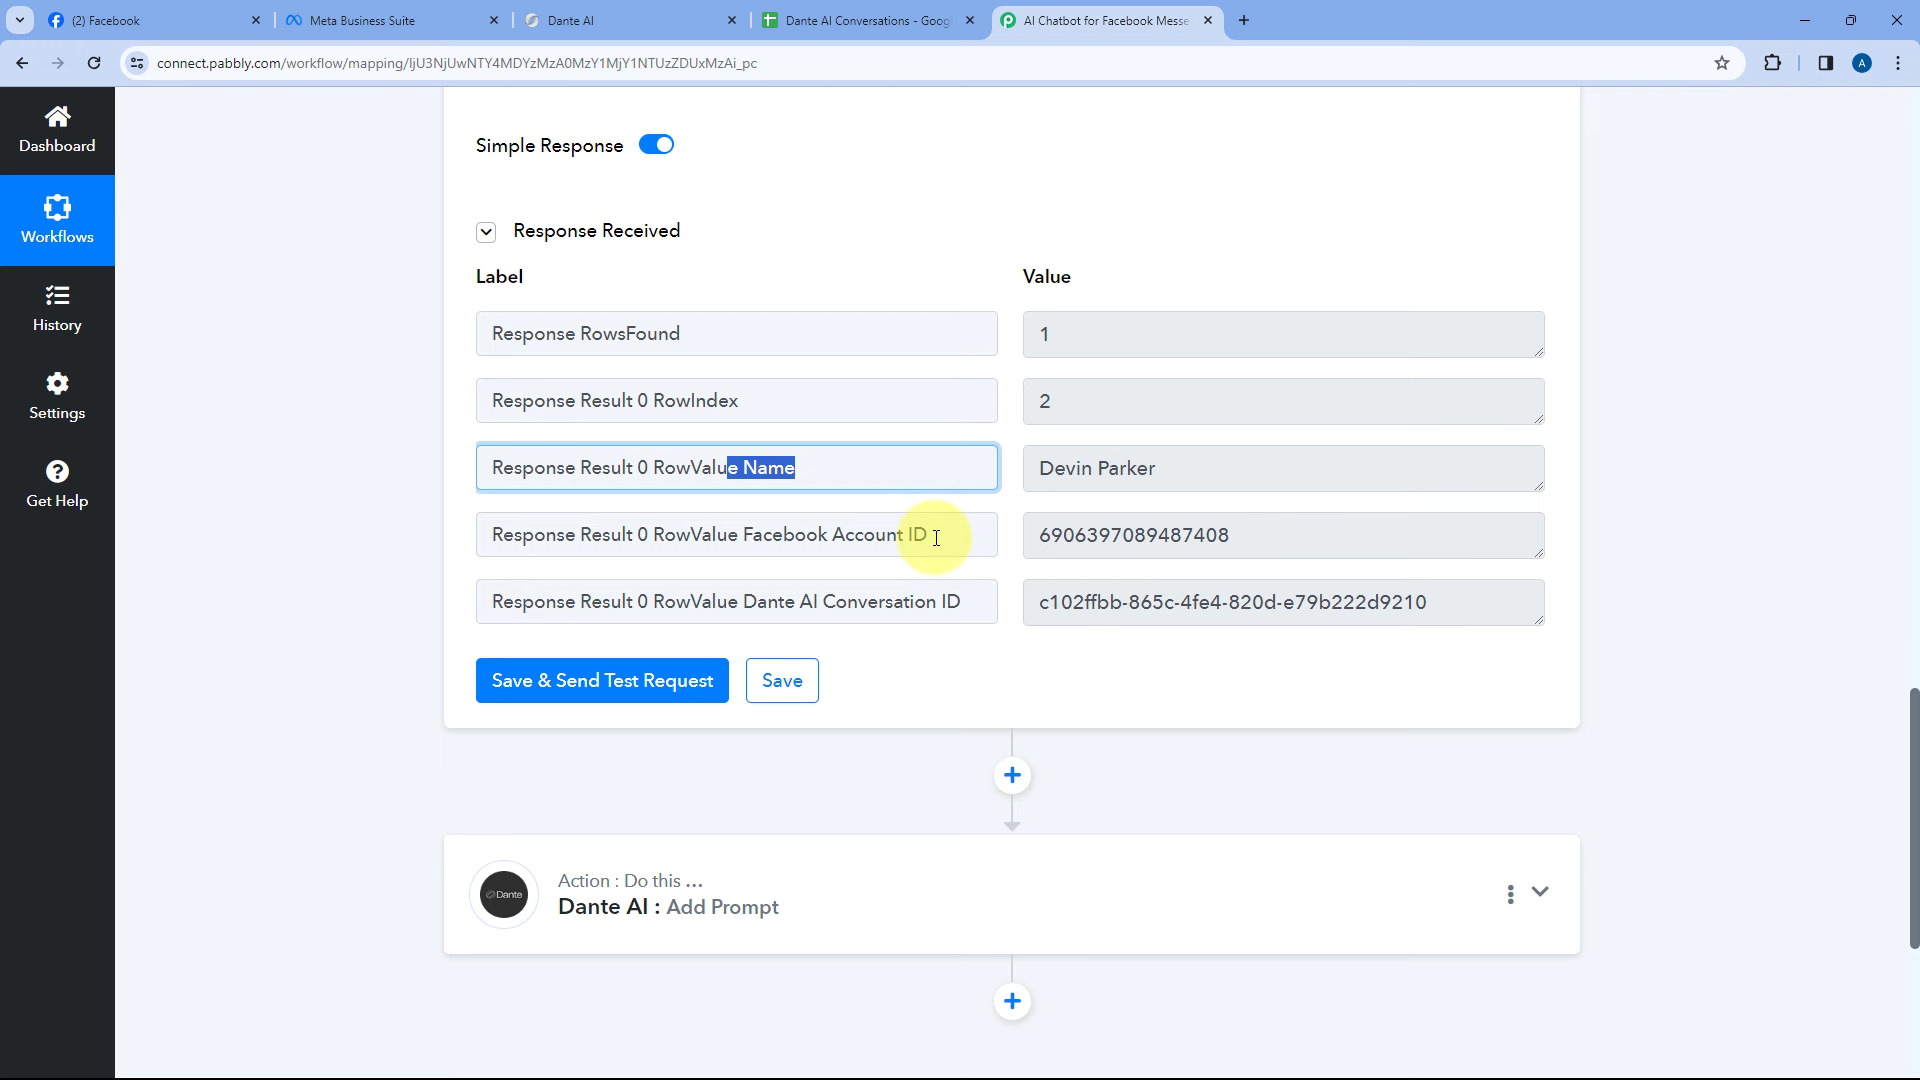 (2) Facebook
Meta Business Suite
Dante AI
Dante AI Conversations - Goog
AI Chatbot for Facebook Messe
connect.pabbly.com/workflow/mapping/IjU3NjUwNTY4MDYzMzA0MzY1MjY1NTUzZDUxMzAi_pc
A
Dashboard
Workflows
History
Settings
Get Help
Simple Response
Response Received
Label
Value
Response RowsFound
1
Response Result 0 RowIndex
2
Response Result 0 RowValue Name
Devin Parker
Response Result 0 RowValue Facebook Account ID
6906397089487408
Response Result 0 RowValue Dante AI Conversation ID
c102ffbb-865c-4fe4-820d-e79b222d9210
Save & Send Test Request
Save
Dante
Action : Do this ...
Dante AI : Add Prompt